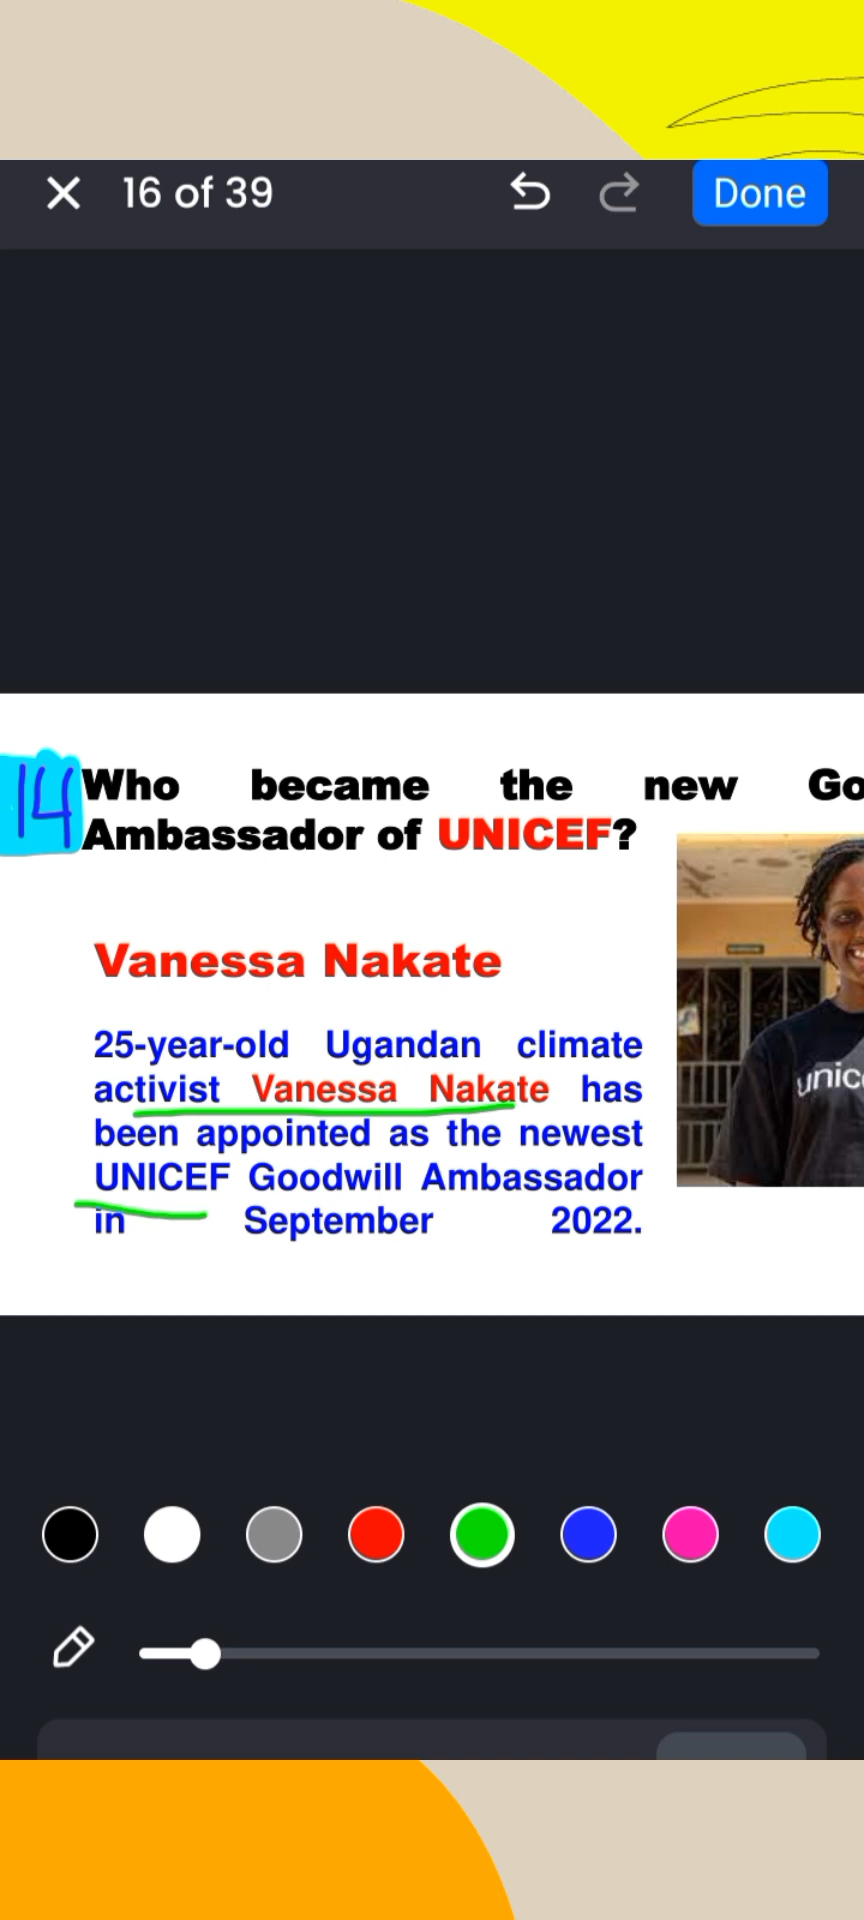 16 of 39
Done
14
Who became the new Go
Ambassador of UNICEF?
Vanessa Nakate
25-year-old Ugandan climate
activist Vanessa Nakate has
been appointed as the newest
UNICEF Goodwill Ambassador
in September 2022.
unic